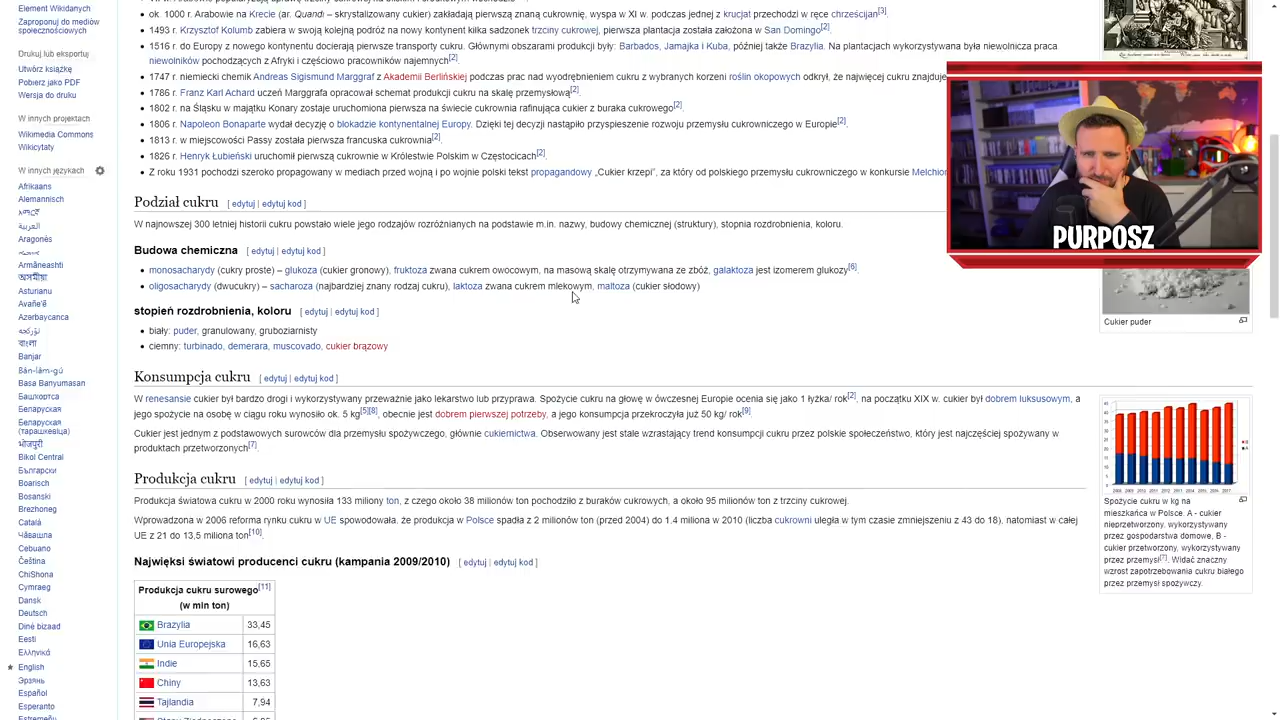 Element Wikidanych
Zaproponuj do mediów
społecznościowych
Drukuj lub eksportuj
Utwórz książkę
Pobierz jako PDF
Wersja do druku
W innych projektach
Wikimedia Commons
Wikicytaty
W innych językach
Afrikaans
Alemannisch
አማርኛ
العربية
Aragonès
Armãneashti
অসমীয়া
Asturianu
Avañe'ẽ
Azərbaycanca
تۆرکجه
বাংলা
Banjar
Bân-lâm-gú
Basa Banyumasan
Башҡортса
Беларуская
Беларуская
(тарашкевіца)
भोजपुरी
Bikol Central
Български
Boarisch
Bosanski
Brezhoneg
Català
Чӑвашла
Cebuano
Čeština
ChiShona
Cymraeg
Dansk
Deutsch
Diné bizaad
Eesti
Ελληνικά
English
Эрзянь
Español
Esperanto
Estremeñu
ok. 1000 r. Arabowie na Krecie (ar. Quandi – skrystalizowany cukier) zakładają pierwszą znaną cukrownię, wyspa w XI w. podczas jednej z krucjat przechodzi w ręce chrześcijan[3].
1493 r. Krzysztof Kolumb zabiera w swoją kolejną podróż na nowy kontynent kilka sadzonek trzciny cukrowej, pierwsza plantacja została założona w San Domingo[2].
1516 r. do Europy z nowego kontynentu docierają pierwsze transporty cukru. Głównymi obszarami produkcji były: Barbados, Jamajka i Kuba, później także Brazylia. Na plantacjach wykorzystywana była niewolnicza praca
niewolników pochodzących z Afryki i częściowo pracowników najemnych[2].
1747 r. niemiecki chemik Andreas Sigismund Marggraf z Akademii Berlińskiej podczas prac nad wyodrębnieniem cukru z wybranych korzeni roślin okopowych odkrył, że najwięcej cukru znajduje
1786 r. Franz Karl Achard uczeń Marggrafa opracował schemat produkcji cukru na skalę przemysłową[2].
1802 r. na Śląsku w majątku Konary zostaje uruchomiona pierwsza na świecie cukrownia rafinująca cukier z buraka cukrowego[2]
1806 r. Napoleon Bonaparte wydał decyzję o blokadzie kontynentalnej Europy. Dzięki tej decyzji nastąpiło przyspieszenie rozwoju przemysłu cukrowniczego w Europie[2].
1813 r. w miejscowości Passy została pierwsza francuska cukrownia[2].
1826 r. Henryk Łubieński uruchomił pierwszą cukrownie w Królestwie Polskim w Częstocicach[2].
Z roku 1931 pochodzi szeroko propagowany w mediach przed wojną i po wojnie polski tekst propagandowy „Cukier krzepi”, za który od polskiego przemysłu cukrowniczego w konkursie Melchior
PURPOSZ
Podział cukru [ edytuj | edytuj kod ]
W najnowszej 300 letniej historii cukru powstało wiele jego rodzajów rozróżnianych na podstawie m.in. nazwy, budowy chemicznej (struktury), stopnia rozdrobnienia, koloru.
Budowa chemiczna [ edytuj | edytuj kod ]
monosacharydy (cukry proste) – glukoza (cukier gronowy), fruktoza zwana cukrem owocowym, na masową skalę otrzymywana ze zbóż, galaktoza jest izomerem glukozy[6].
oligosacharydy (dwucukry) – sacharoza (najbardziej znany rodzaj cukru), laktoza zwana cukrem mlekowym, maltoza (cukier słodowy)
stopień rozdrobnienia, koloru [ edytuj | edytuj kod ]
biały: puder, granulowany, gruboziarnisty
ciemny: turbinado, demerara, muscovado, cukier brązowy
Cukier puder
Konsumpcja cukru [ edytuj | edytuj kod ]
W renesansie cukier był bardzo drogi i wykorzystywany przeważnie jako lekarstwo lub przyprawa. Spożycie cukru na głowę w ówczesnej Europie ocenia się jako 1 łyżka/ rok[2], na początku XIX w. cukier był dobrem luksusowym, a
jego spożycie na osobę w ciągu roku wynosiło ok. 5 kg[5][8], obecnie jest dobrem pierwszej potrzeby, a jego konsumpcja przekroczyła już 50 kg/ rok[9]
Cukier jest jednym z podstawowych surowców dla przemysłu spożywczego, głównie cukiernictwa. Obserwowany jest stale wzrastający trend konsumpcji cukru przez polskie społeczeństwo, który jest najczęściej spożywany w
produktach przetworzonych[7].
Produkcja cukru [ edytuj | edytuj kod ]
Produkcja światowa cukru w 2000 roku wynosiła 133 miliony ton, z czego około 38 milionów ton pochodziło z buraków cukrowych, a około 95 milionów ton z trzciny cukrowej.
Wprowadzona w 2006 reforma rynku cukru w UE spowodowała, że produkcja w Polsce spadła z 2 milionów ton (przed 2004) do 1,4 miliona w 2010 (liczba cukrowni uległa w tym czasie zmniejszeniu z 43 do 18), natomiast w całej
UE z 21 do 13,5 miliona ton[10].
Spożycie cukru w kg na
mieszkańca w Polsce. A - cukier
nieprzetworzony, wykorzystywany
przez gospodarstwa domowe, B -
cukier przetworzony, wykorzystywany
przez przemysł[7]. Widać znaczny
wzrost zapotrzebowania cukru białego
przez przemysł spożywczy.
Najwięksi światowi producenci cukru (kampania 2009/2010) [ edytuj | edytuj kod ]
Produkcja cukru surowego[11]
(w mln ton)
Brazylia 33,45
Unia Europejska 16,63
Indie 15,65
Chiny 13,63
Tajlandia 7,94